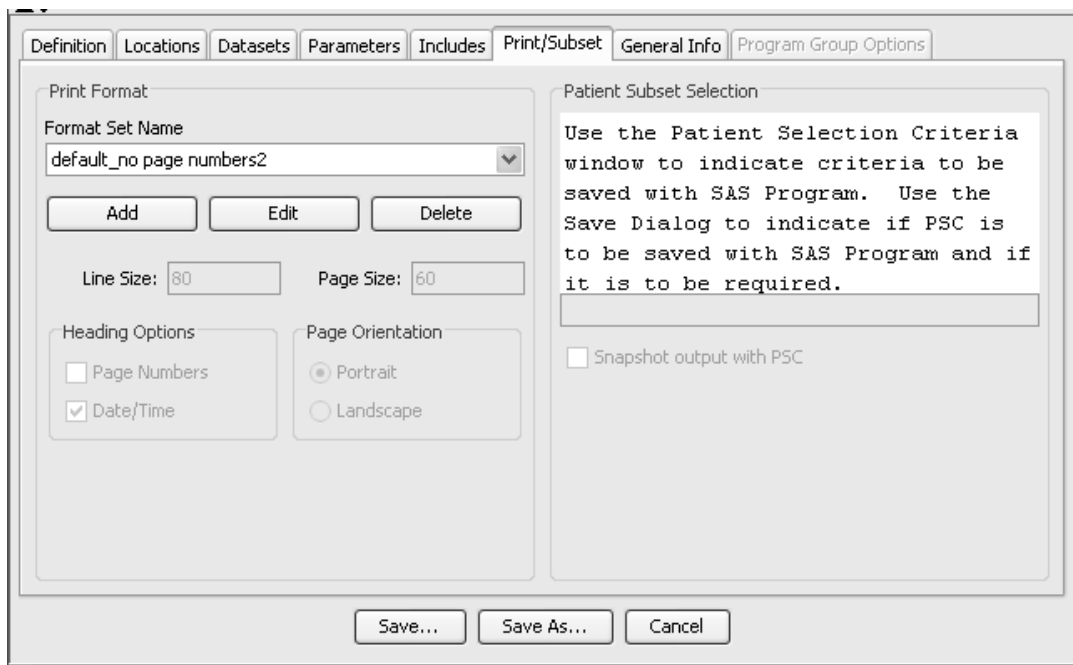 Definition Locations Datasets Parameters Includes Print/Subset General Info Program Group Options
Print Format
Format Set Name
default_no page numbers2
Add Edit Delete
Line Size: 80 Page Size: 60
Heading Options
Page Numbers
Date/Time
Page Orientation
Portrait
Landscape
Patient Subset Selection
Use the Patient Selection Criteria
window to indicate criteria to be
saved with SAS Program.  Use the
Save Dialog to indicate if PSC is
to be saved with SAS Program and if
it is to be required.
Snapshot output with PSC
Save... Save As... Cancel